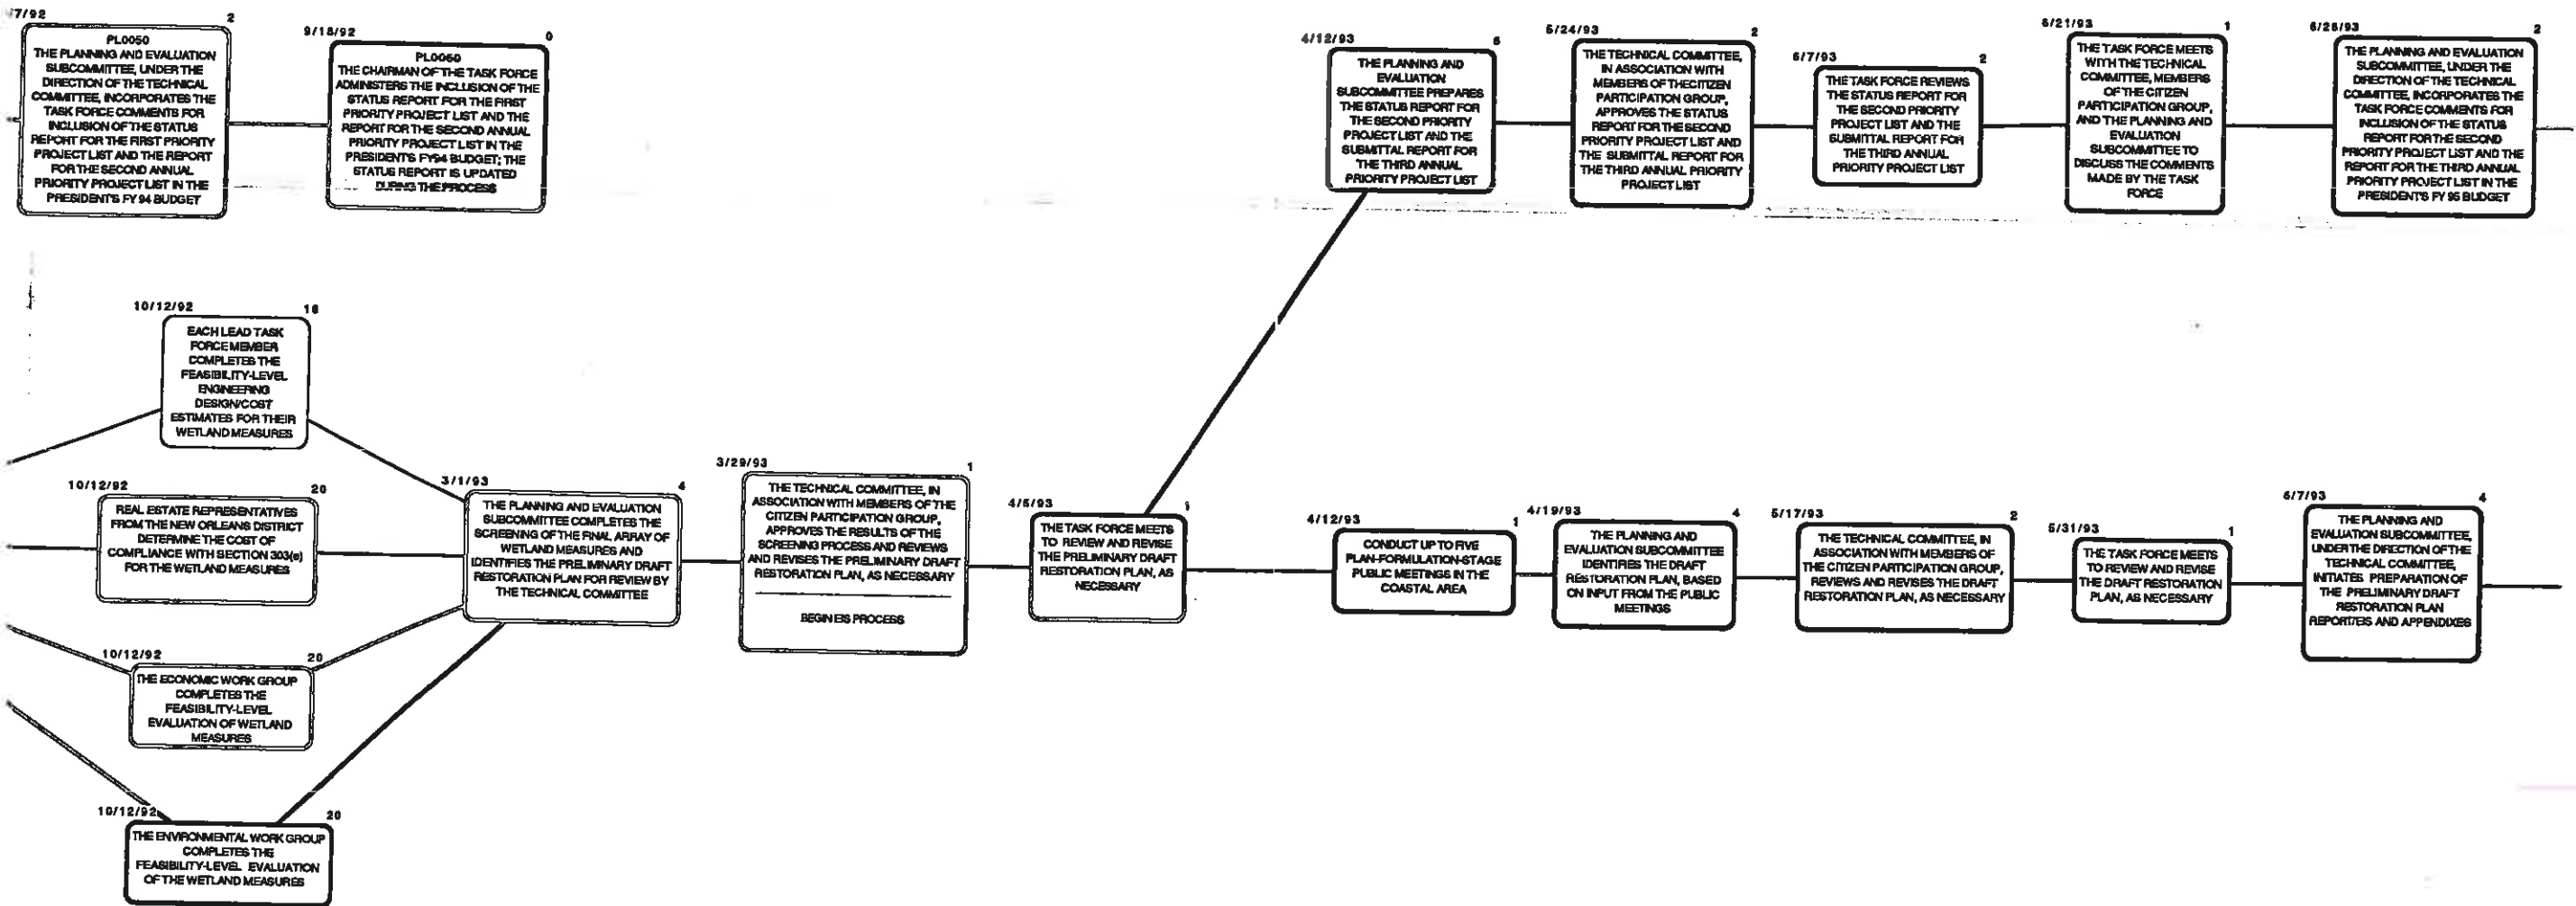 7/92
2
PL0050
THE PLANNING AND EVALUATION
SUBCOMMITTEE, UNDER THE
DIRECTION OF THE TECHNICAL
COMMITTEE, INCORPORATES THE
TASK FORCE COMMENTS FOR
INCLUSION OF THE STATUS
REPORT FOR THE FIRST PRIORITY
PROJECT LIST AND THE REPORT
FOR THE SECOND ANNUAL
PRIORITY PROJECT LIST IN THE
PRESIDENT'S FY 94 BUDGET
9/18/92
0
PL0060
THE CHAIRMAN OF THE TASK FORCE
ADMINISTERS THE INCLUSION OF THE
STATUS REPORT FOR THE FIRST
PRIORITY PROJECT LIST AND THE
REPORT FOR THE SECOND ANNUAL
PRIORITY PROJECT LIST IN THE
PRESIDENT'S FY94 BUDGET; THE
STATUS REPORT IS UPDATED
DURING THE PROCESS
4/12/93
6
THE PLANNING AND
EVALUATION
SUBCOMMITTEE PREPARES
THE STATUS REPORT FOR
THE SECOND PRIORITY
PROJECT LIST AND THE
SUBMITTAL REPORT FOR
THE THIRD ANNUAL
PRIORITY PROJECT LIST
5/24/93
2
THE TECHNICAL COMMITTEE,
IN ASSOCIATION WITH
MEMBERS OF THECITIZEN
PARTICIPATION GROUP,
APPROVES THE STATUS
REPORT FOR THE SECOND
PRIORITY PROJECT LIST AND
THE SUBMITTAL REPORT FOR
THE THIRD ANNUAL PRIORITY
PROJECT LIST
6/7/93
2
THE TASK FORCE REVIEWS
THE STATUS REPORT FOR
THE SECOND PRIORITY
PROJECT LIST AND THE
SUBMITTAL REPORT FOR
THE THIRD ANNUAL
PRIORITY PROJECT LIST
6/21/93
1
THE TASK FORCE MEETS
WITH THE TECHNICAL
COMMITTEE, MEMBERS
OF THE CITIZEN
PARTICIPATION GROUP,
AND THE PLANNING AND
EVALUATION
SUBCOMMITTEE TO
DISCUSS THE COMMENTS
MADE BY THE TASK
FORCE
6/28/93
2
THE PLANNING AND EVALUATION
SUBCOMMITTEE, UNDER THE
DIRECTION OF THE TECHNICAL
COMMITTEE, INCORPORATES THE
TASK FORCE COMMENTS FOR
INCLUSION OF THE STATUS
REPORT FOR THE SECOND
PRIORITY PROJECT LIST AND THE
REPORT FOR THE THIRD ANNUAL
PRIORITY PROJECT LIST IN THE
PRESIDENT'S FY 95 BUDGET
10/12/92
16
EACH LEAD TASK
FORCE MEMBER
COMPLETES THE
FEASIBILITY-LEVEL
ENGINEERING
DESIGN/COST
ESTIMATES FOR THEIR
WETLAND MEASURES
10/12/92
20
REAL ESTATE REPRESENTATIVES
FROM THE NEW ORLEANS DISTRICT
DETERMINE THE COST OF
COMPLIANCE WITH SECTION 303(e)
FOR THE WETLAND MEASURES
10/12/92
20
THE ECONOMIC WORK GROUP
COMPLETES THE
FEASIBILITY-LEVEL
EVALUATION OF WETLAND
MEASURES
10/12/92
20
THE ENVIRONMENTAL WORK GROUP
COMPLETES THE
FEASIBILITY-LEVEL EVALUATION
OF THE WETLAND MEASURES
3/1/93
4
THE PLANNING AND EVALUATION
SUBCOMMITTEE COMPLETES THE
SCREENING OF THE FINAL ARRAY OF
WETLAND MEASURES AND
IDENTIFIES THE PRELIMINARY DRAFT
RESTORATION PLAN FOR REVIEW BY
THE TECHNICAL COMMITTEE
3/29/93
1
THE TECHNICAL COMMITTEE, IN
ASSOCIATION WITH MEMBERS OF THE
CITIZEN PARTICIPATION GROUP,
APPROVES THE RESULTS OF THE
SCREENING PROCESS AND REVIEWS
AND REVISES THE PRELIMINARY DRAFT
RESTORATION PLAN, AS NECESSARY
BEGIN EIS PROCESS
4/5/93
1
THE TASK FORCE MEETS
TO REVIEW AND REVISE
THE PRELIMINARY DRAFT
RESTORATION PLAN, AS
NECESSARY
4/12/93
1
CONDUCT UP TO FIVE
PLAN-FORMULATION-STAGE
PUBLIC MEETINGS IN THE
COASTAL AREA
4/19/93
4
THE PLANNING AND
EVALUATION SUBCOMMITTEE
IDENTIFIES THE DRAFT
RESTORATION PLAN, BASED
ON INPUT FROM THE PUBLIC
MEETINGS
5/17/93
2
THE TECHNICAL COMMITTEE, IN
ASSOCIATION WITH MEMBERS OF
THE CITIZEN PARTICIPATION GROUP,
REVIEWS AND REVISES THE DRAFT
RESTORATION PLAN, AS NECESSARY
5/31/93
1
THE TASK FORCE MEETS
TO REVIEW AND REVISE
THE DRAFT RESTORATION
PLAN, AS NECESSARY
6/7/93
4
THE PLANNING AND
EVALUATION SUBCOMMITTEE,
UNDER THE DIRECTION OF THE
TECHNICAL COMMITTEE,
INITIATES PREPARATION OF
THE PRELIMINARY DRAFT
RESTORATION PLAN
REPORT/EIS AND APPENDIXES